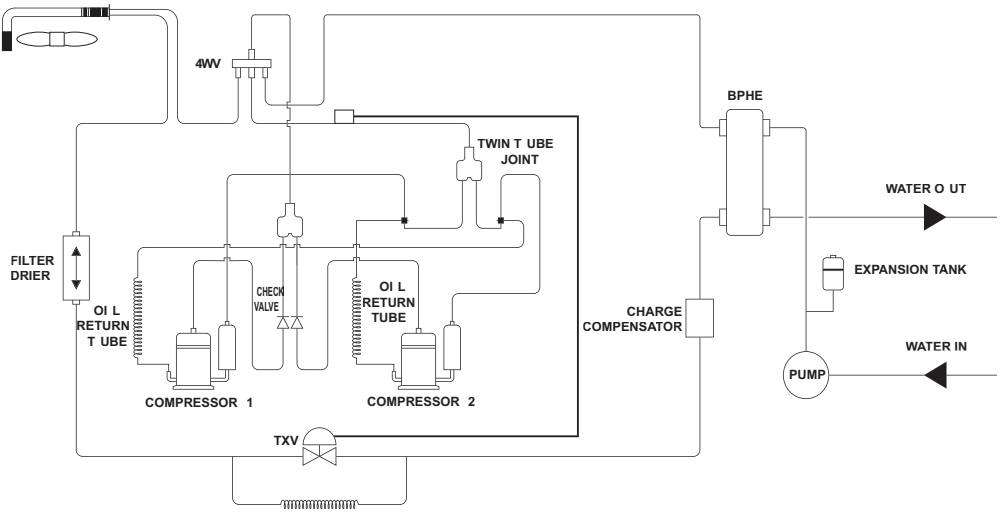 4WV
BPHE
TWIN T UBE
JOINT
WATER O UT
FILTER
DRIER
EXPANSION TANK
OI L
RETURN
T UBE
CHECK
VALVE
OI L
RETURN
TUBE
CHARGE
COMPENSATOR
WATER IN
PUMP
COMPRESSOR 1
COMPRESSOR 2
TXV